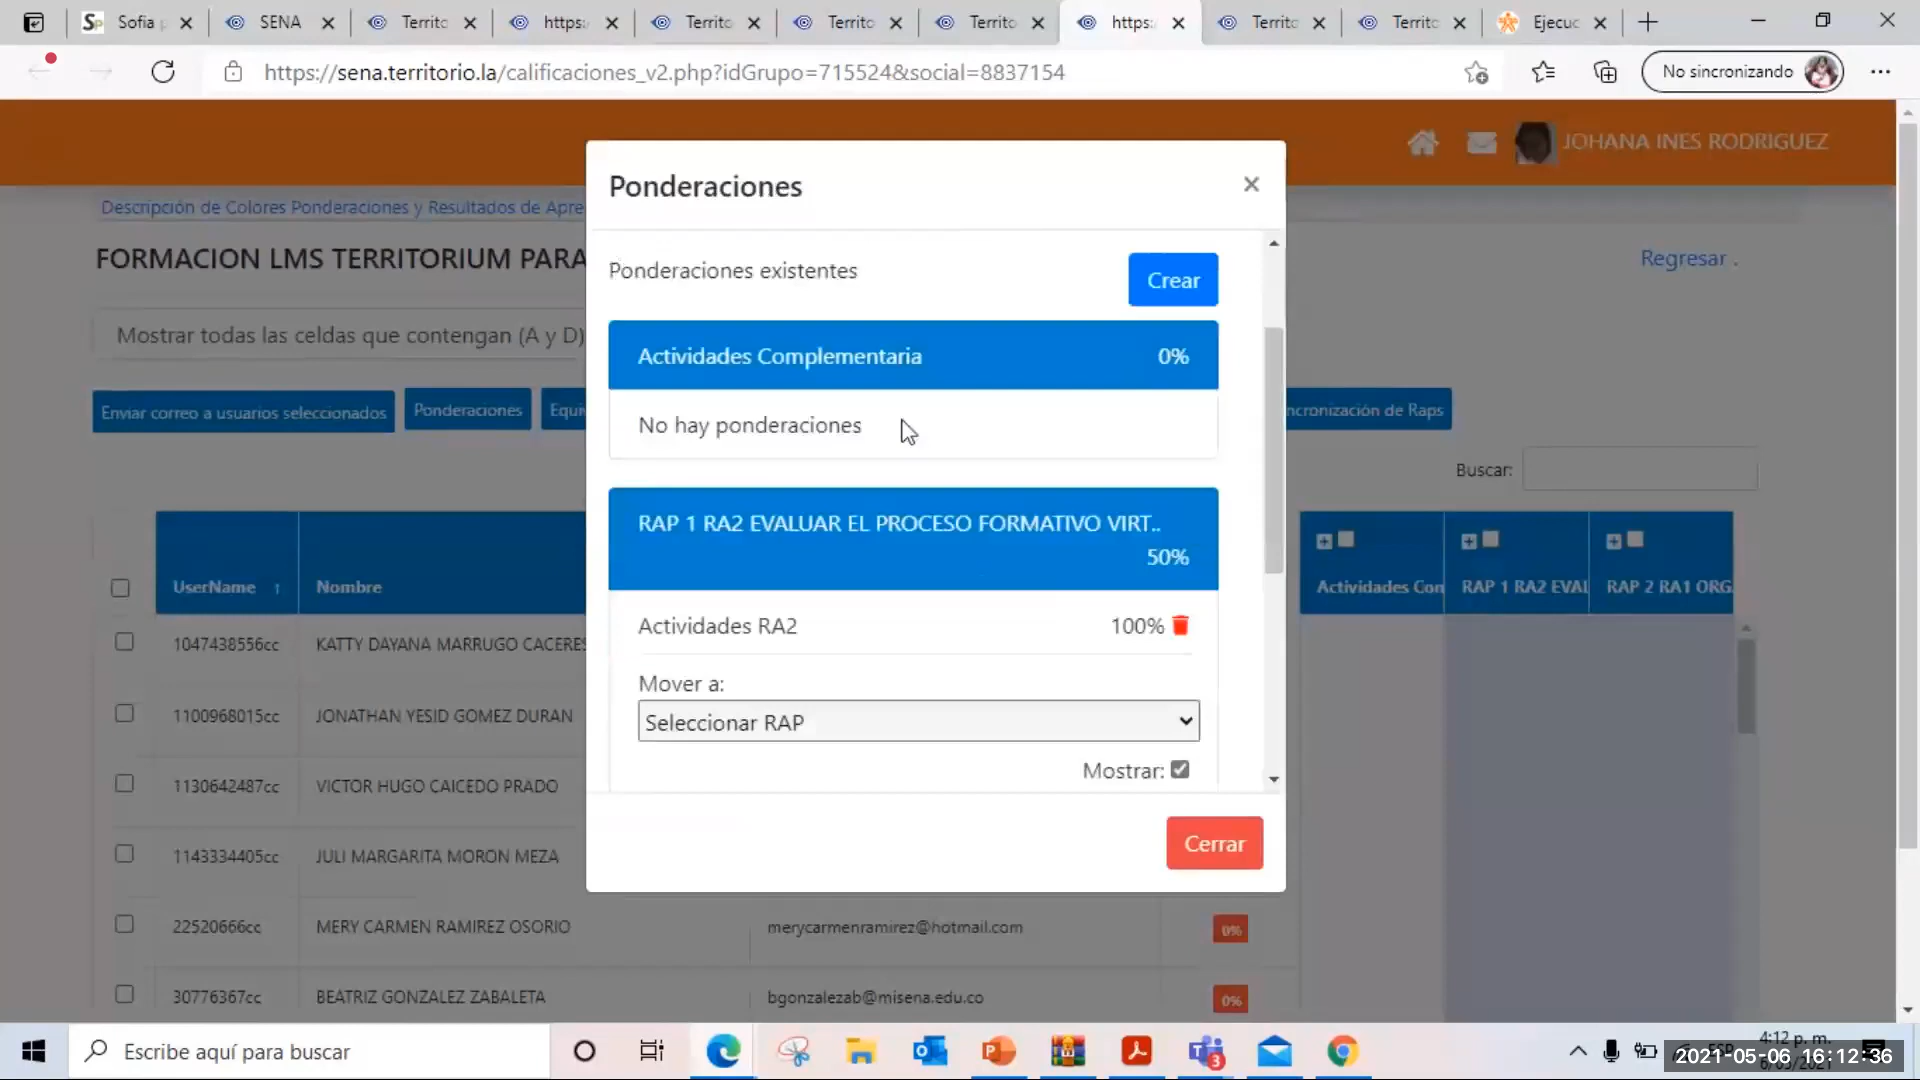 Sofia
SENA
Territo
https:
Territo
Territo
Territo
https:
Territo
Territo
Ejecuc
https://sena.territorio.la/calificaciones_v2.php?idGrupo=715524&social=8837154
No sincronizando
JOHANA INES RODRIGUEZ
Descripción de Colores Ponderaciones y Resultados de Apre
FORMACION LMS TERRITORIUM PARA
Regresar .
Mostrar todas las celdas que contengan (A y D)
Enviar correo a usuarios seleccionados
Ponderaciones
Equiv
ncronización de Raps
Buscar:
UserName
Nombre
Actividades Con
RAP 1 RA2 EVAL
RAP 2 RA1 ORG
1047438556cc KATTY DAYANA MARRUGO CACERES
1100968015cc JONATHAN YESID GOMEZ DURAN
1130642487cc VICTOR HUGO CAICEDO PRADO
1143334405cc JULI MARGARITA MORON MEZA
22520666cc MERY CARMEN RAMIREZ OSORIO merycarmenramirez@hotmail.com 0%
30776367cc BEATRIZ GONZALEZ ZABALETA bgonzalezab@misena.edu.co 0%
Ponderaciones
Ponderaciones existentes
Crear
Actividades Complementaria 0%
No hay ponderaciones
RAP 1 RA2 EVALUAR EL PROCESO FORMATIVO VIRT..
50%
Actividades RA2 100%
Mover a:
Seleccionar RAP
Mostrar:
Cerrar
Escribe aquí para buscar
3
4:12 p. m.
2021-05-06 16:12:36